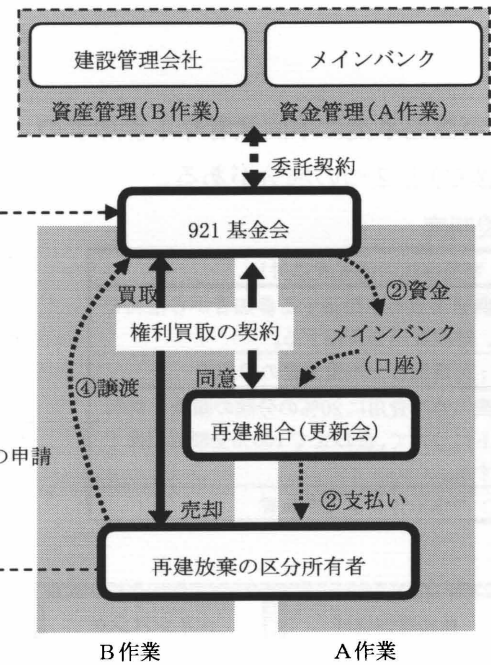 建設管理会社
メインバンク
資産管理(B作業)
資金管理(A作業)
委託契約
921 基金会
買取
②資金
権利買取の契約
メインバンク
(口座)
④譲渡
同意
再建組合(更新会)
の申請
②支払い
売却
再建放棄の区分所有者
B作業
A作業